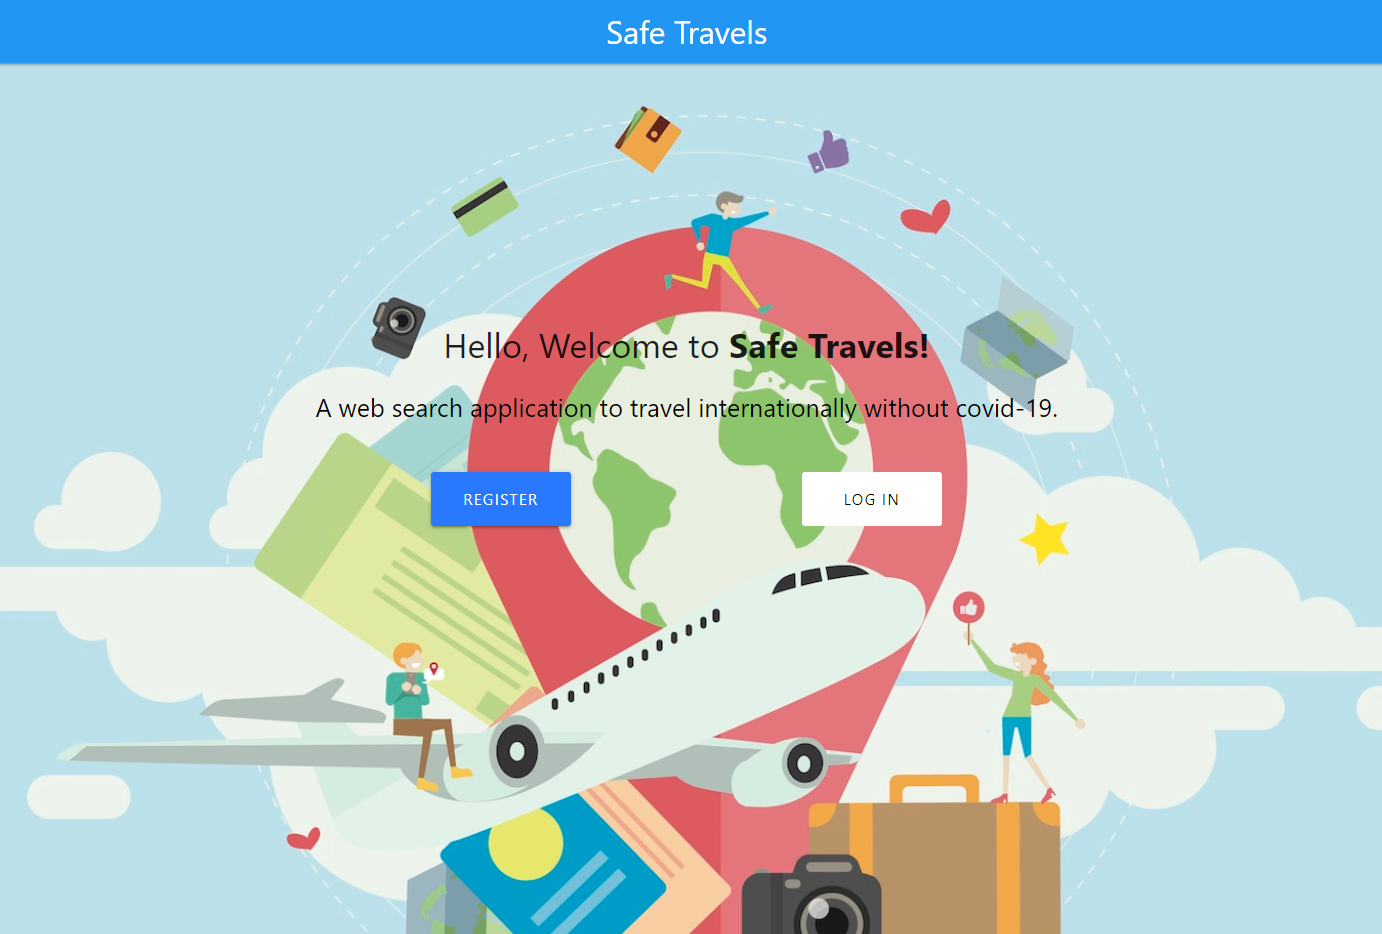 Safe Travels
Hello, Welcome to Safe Travels!
A web search application to travel internationally without covid-19.
REGISTER
LOG IN